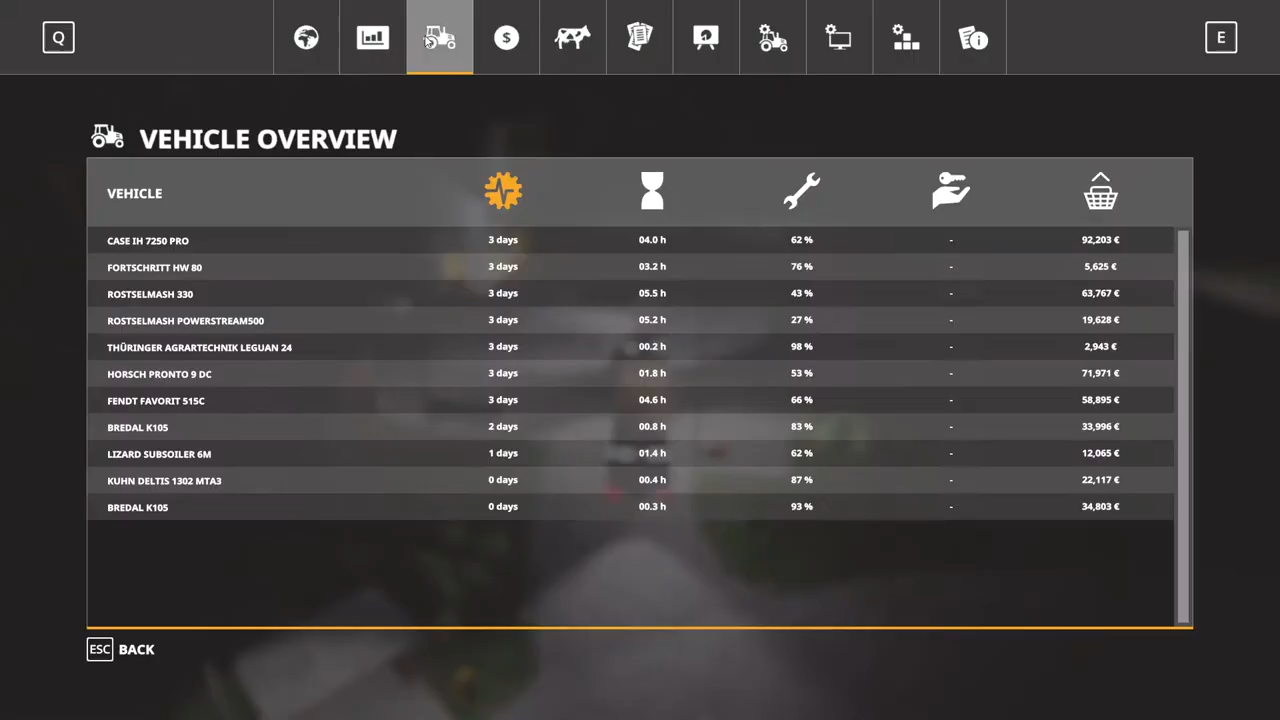 Q
$
E
VEHICLE OVERVIEW
VEHICLE
CASE IH 7250 PRO 3 days 04.0 h 62 % - 92,203 €
FORTSCHRITT HW 80 3 days 03.2 h 76 % - 5,625 €
ROSTSELMASH 330 3 days 05.5 h 43 % - 63,767 €
ROSTSELMASH POWERSTREAM500 3 days 05.2 h 27 % - 19,628 €
THÜRINGER AGRARTECHNIK LEGUAN 24 3 days 00.2 h 98 % - 2,943 €
HORSCH PRONTO 9 DC 3 days 01.8 h 53 % - 71,971 €
FENDT FAVORIT 515C 3 days 04.6 h 66 % - 58,895 €
BREDAL K105 2 days 00.8 h 83 % - 33,996 €
LIZARD SUBSOILER 6M 1 days 01.4 h 62 % - 12,065 €
KUHN DELTIS 1302 MTA3 0 days 00.4 h 87 % - 22,117 €
BREDAL K105 0 days 00.3 h 93 % - 34,803 €
ESC BACK